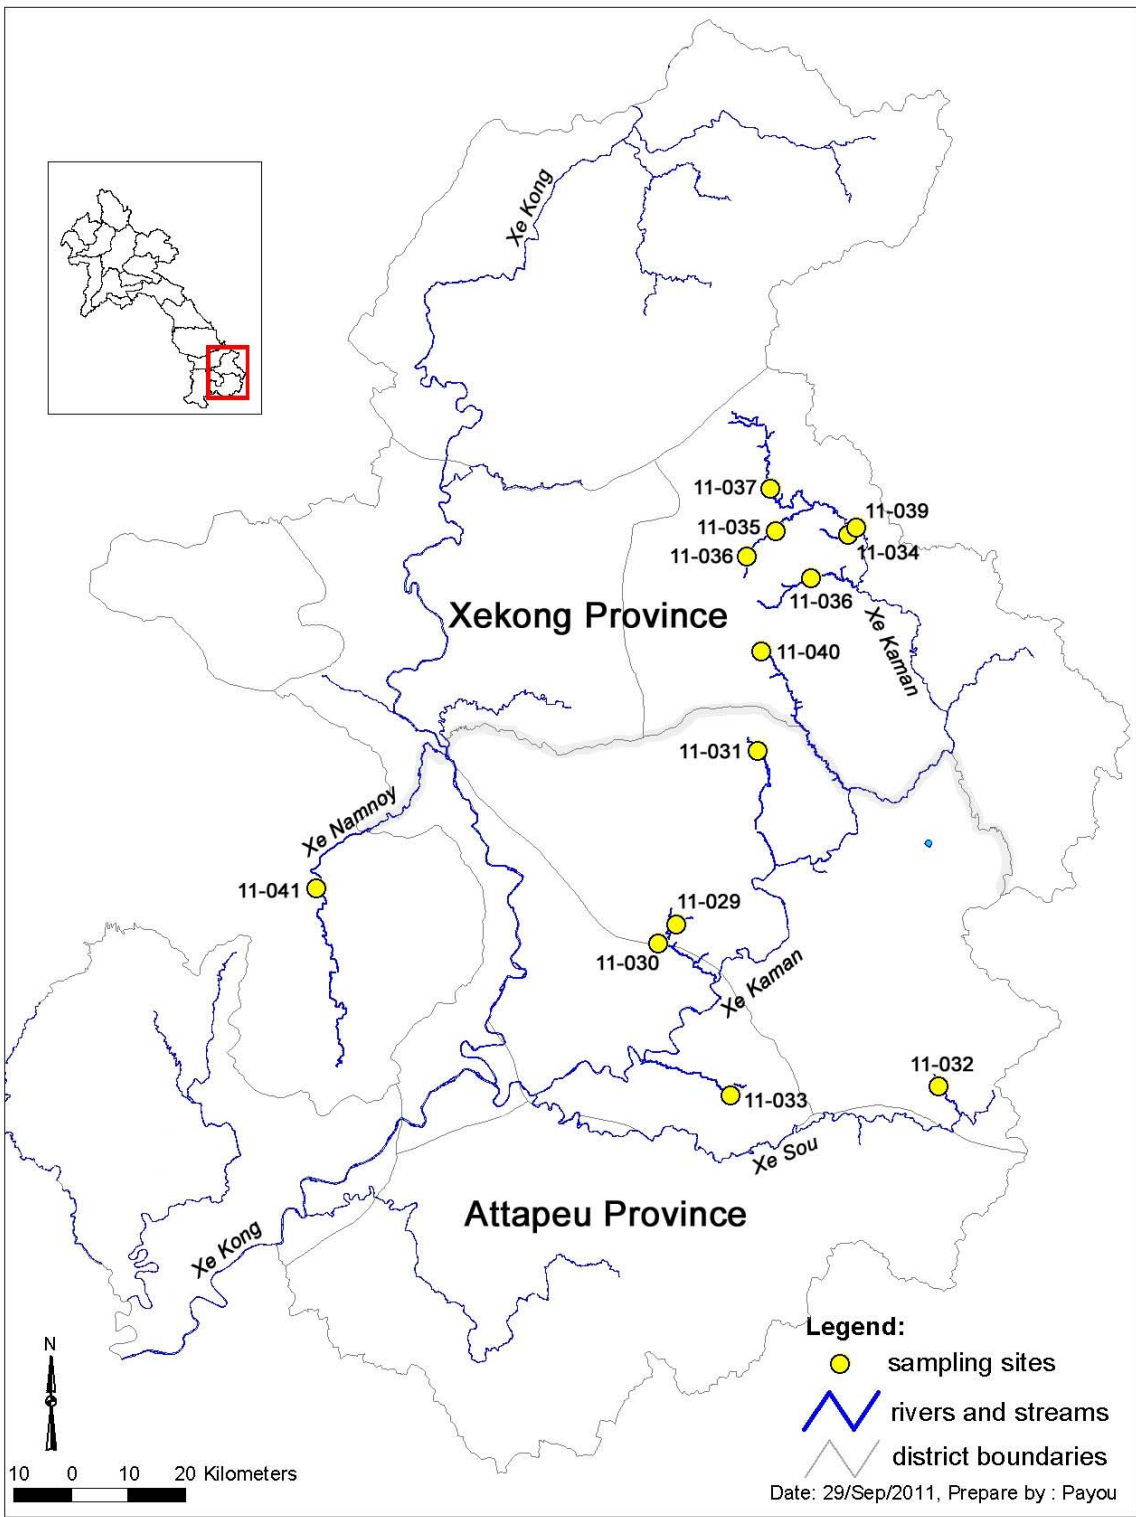 Xe Kong
11-037
11-039
11-035
11-034
11-036
11-036
Xekong Province
Xe Kaman
11-040
11-031
Xe Namnoy
11-041
11-029
11-030
Xe Kaman
11-032
11-033
Xe Sou
Attapeu Province
Xe Kong
Legend:
sampling sites
rivers and streams
district boundaries
N
10 0 10 20 Kilometers
Date: 29/Sep/2011, Prepare by : Payou